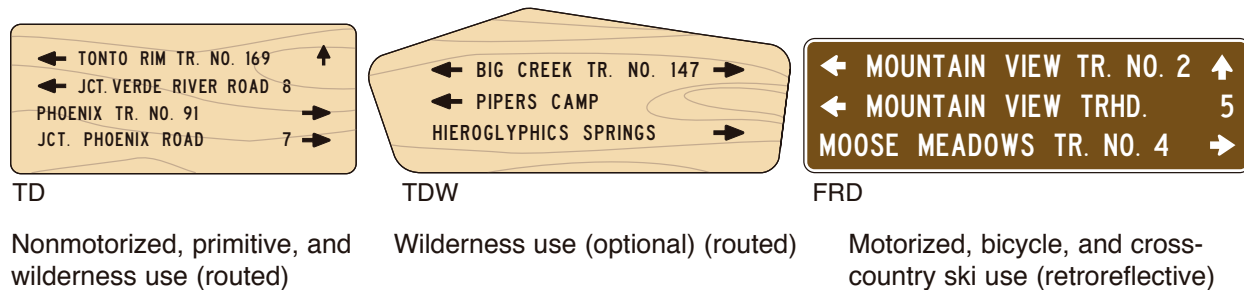 TONTO RIM TR. NO. 169
JCT. VERDE RIVER ROAD 8
PHOENIX TR. NO. 91
JCT. PHOENIX ROAD 7
TD
Nonmotorized, primitive, and
wilderness use (routed)
BIG CREEK TR. NO. 147
PIPERS CAMP
HIEROGLYPHICS SPRINGS
TDW
Wilderness use (optional) (routed)
MOUNTAIN VIEW TR. NO. 2
MOUNTAIN VIEW TRHD. 5
MOOSE MEADOWS TR. NO. 4
FRD
Motorized, bicycle, and cross-
country ski use (retroreflective)